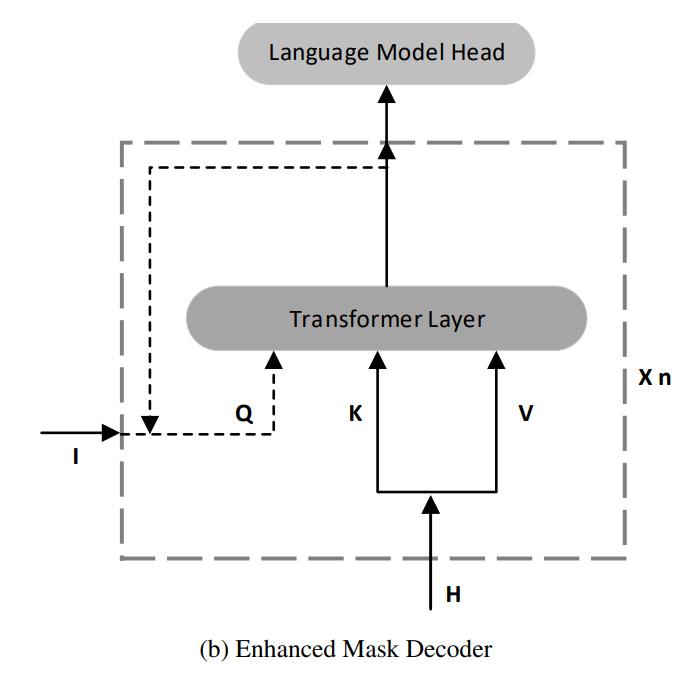 Language Model Head
Transformer Layer
X n
Q
K
V
I
H
(b) Enhanced Mask Decoder